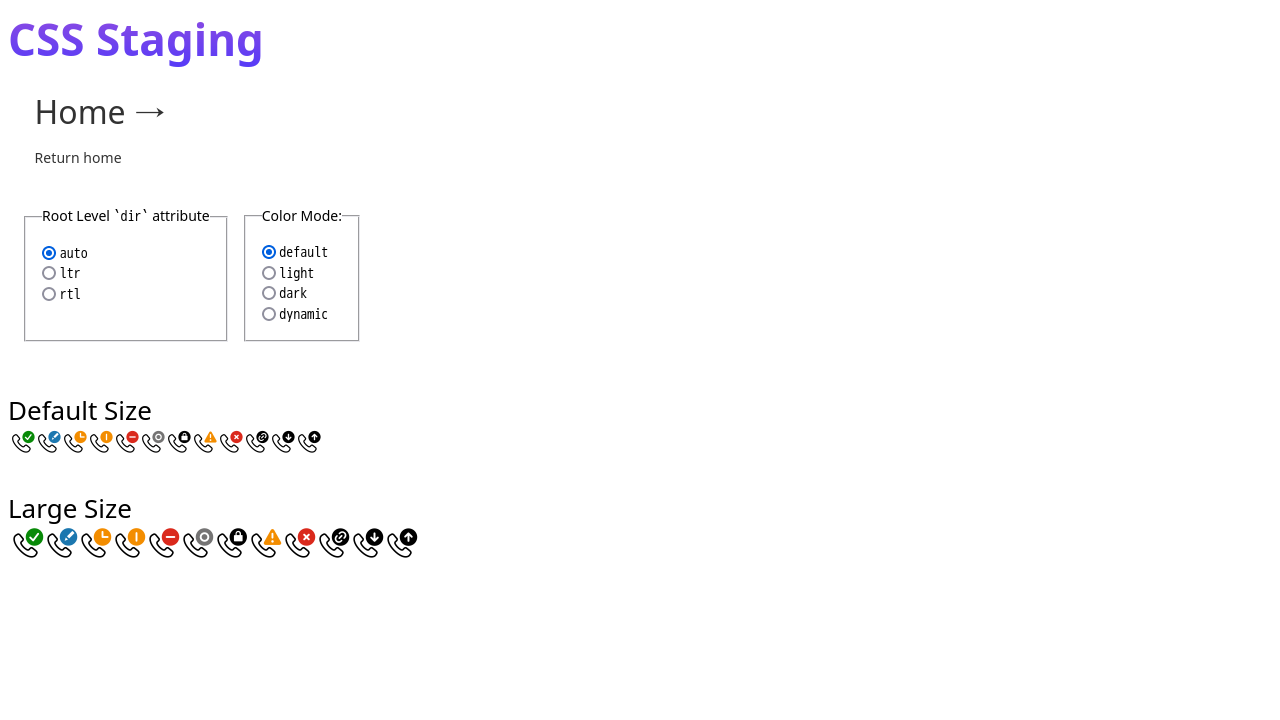 CSS Staging
Home →
Return home
Root Level `dir` attribute
auto
ltr
rtl
Color Mode:
default
light
dark
dynamic
Default Size
Large Size